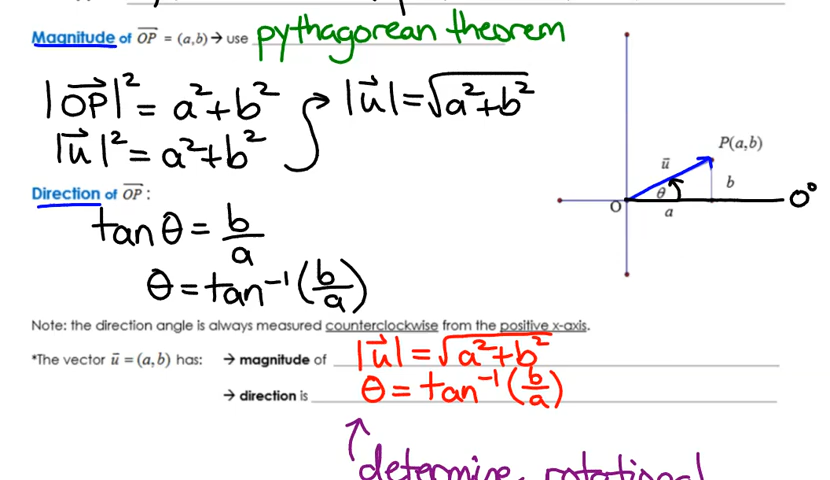 Magnitude of OP = (a,b) → use pythagorean theorem
|OP|² = a²+b²
|u|² = a²+b²
|u| = √a²+b²
Direction of OP :
tan θ = b/a
θ = tan⁻¹(b/a)
P(a,b)
u
b
θ
O
a
0°
Note: the direction angle is always measured counterclockwise from the positive x-axis.
*The vector u = (a,b) has: → magnitude of |u| = √a²+b²
→ direction is θ = tan⁻¹(b/a)
determine rotational